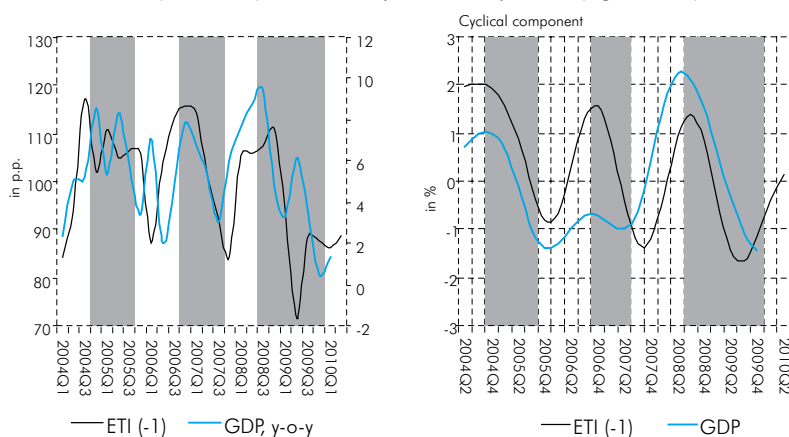 130
120
110
100
90
80
70
in p.p.
12
10
8
6
4
2
0
-2
2004Q1
2004Q3
2005Q1
2005Q3
2006Q1
2006Q3
2007Q1
2007Q3
2008Q1
2008Q3
2009Q1
2009Q3
2010Q1
ETI (-1)
GDP, y-o-y
Cyclical component
3
2
1
0
-1
-2
-3
in %
2004Q2
2004Q4
2005Q2
2005Q4
2006Q2
2006Q4
2007Q2
2007Q4
2008Q2
2008Q4
2009Q2
2009Q4
2010Q2
ETI (-1)
GDP